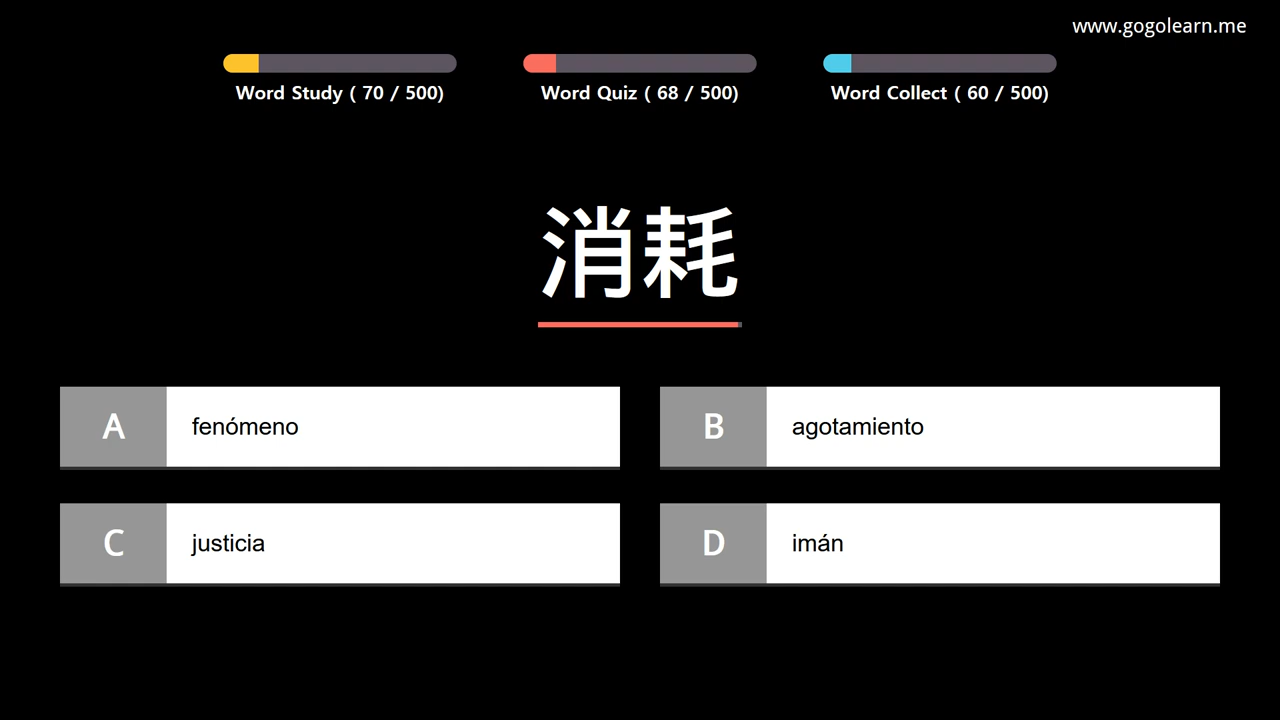 www.gogolearn.me
Word Study ( 70 / 500)
Word Quiz ( 68 / 500)
Word Collect ( 60 / 500)
消耗
A fenómeno
B agotamiento
C justicia
D imán